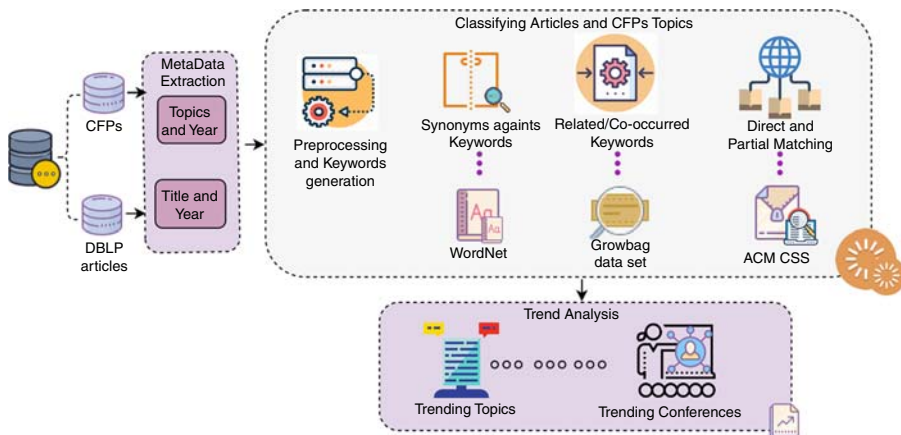 Classifying Articles and CFPs Topics
MetaData
Extraction
CFPs
Topics
and Year
Title and
Year
DBLP
articles
Preprocessing
and Keywords
generation
Synonyms againts
Keywords
Related/Co-occurred
Keywords
Direct and
Partial Matching
Aa
Aa
WordNet
Growbag
data set
ACM CSS
Trend Analysis
Trending Topics
Trending Conferences